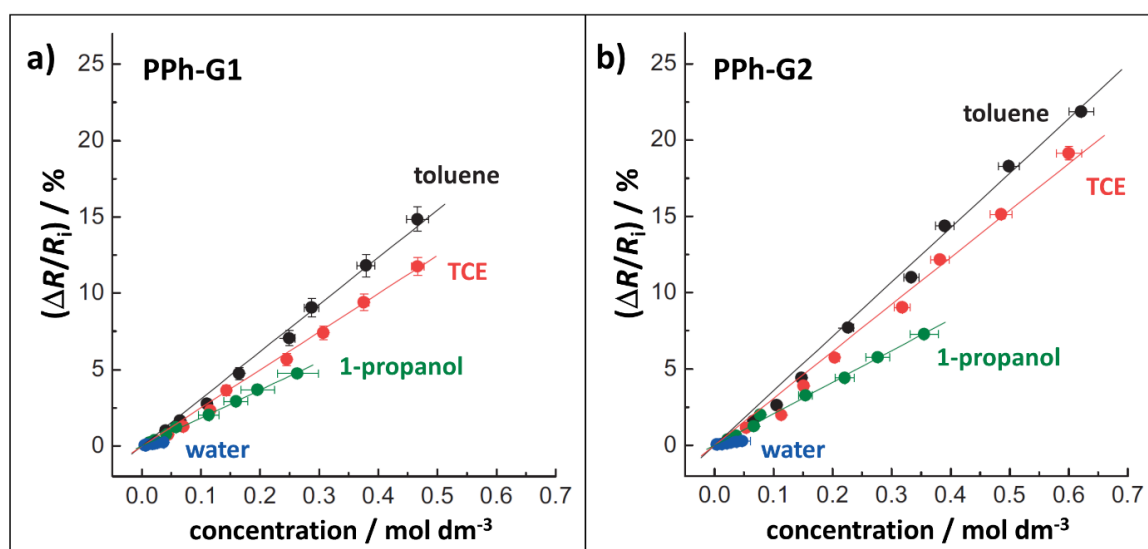 a)
PPh-G1
25
20
15
10
5
0
(ΔR/Rᵢ) / %
toluene
TCE
1-propanol
water
0.0 0.1 0.2 0.3 0.4 0.5 0.6 0.7
concentration / mol dm⁻³
b)
PPh-G2
25
20
15
10
5
0
(ΔR/Rᵢ) / %
toluene
TCE
1-propanol
water
0.0 0.1 0.2 0.3 0.4 0.5 0.6 0.7
concentration / mol dm⁻³